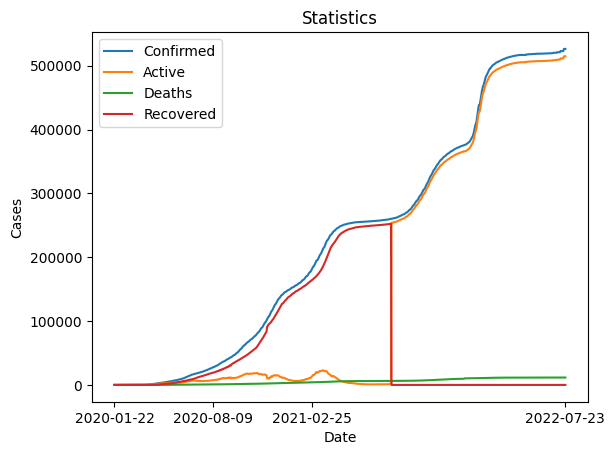 Statistics
Confirmed
Active
Deaths
Recovered
500000
400000
300000
200000
100000
0
Cases
2020-01-22
2020-08-09
2021-02-25
2022-07-23
Date